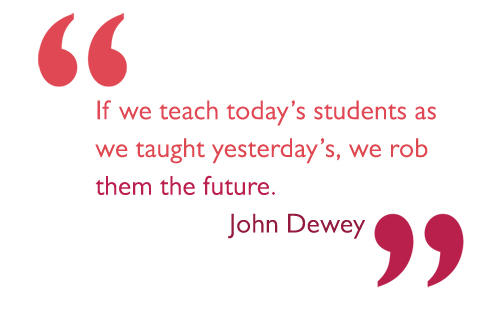 “
If we teach today’s students as
we taught yesterday’s, we rob
them the future.
John Dewey
”